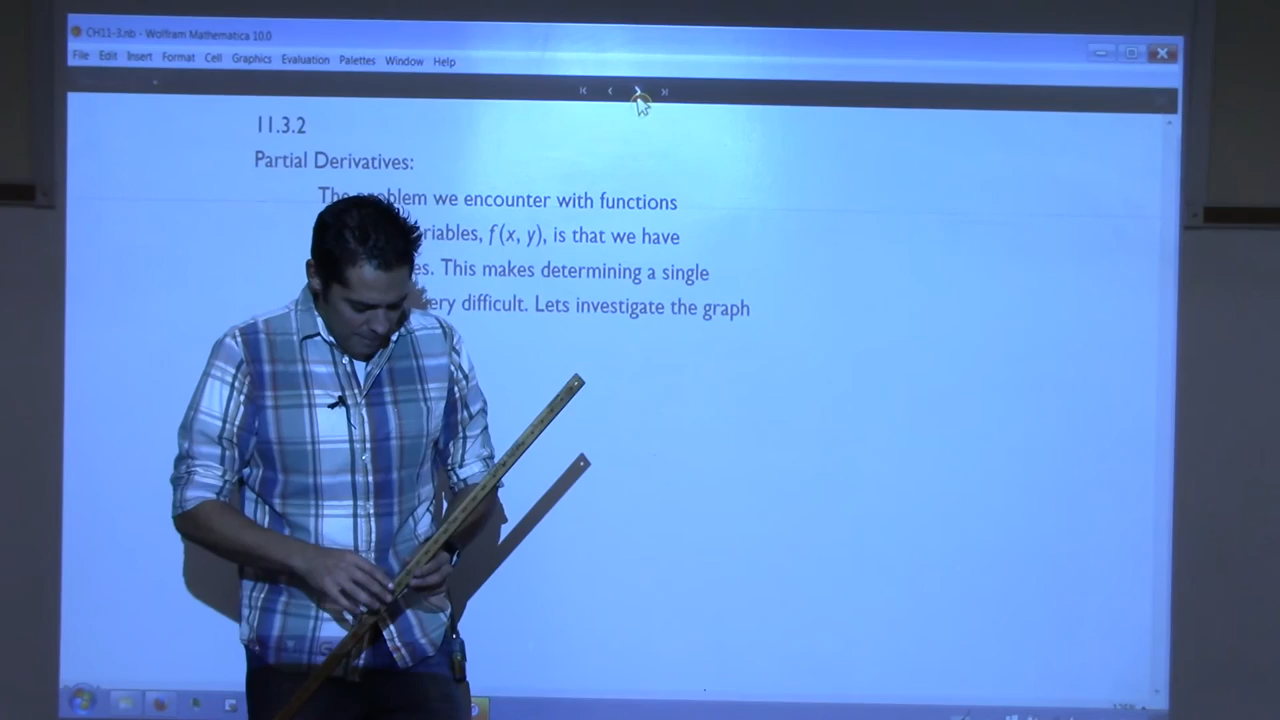 CH11-3.nb - Wolfram Mathematica 10.0
File Edit Insert Format Cell Graphics Evaluation Palettes Window Help
11.3.2
Partial Derivatives:
The problem we encounter with functions
riables, f(x, y), is that we have
es. This makes determining a single
ery difficult. Lets investigate the graph